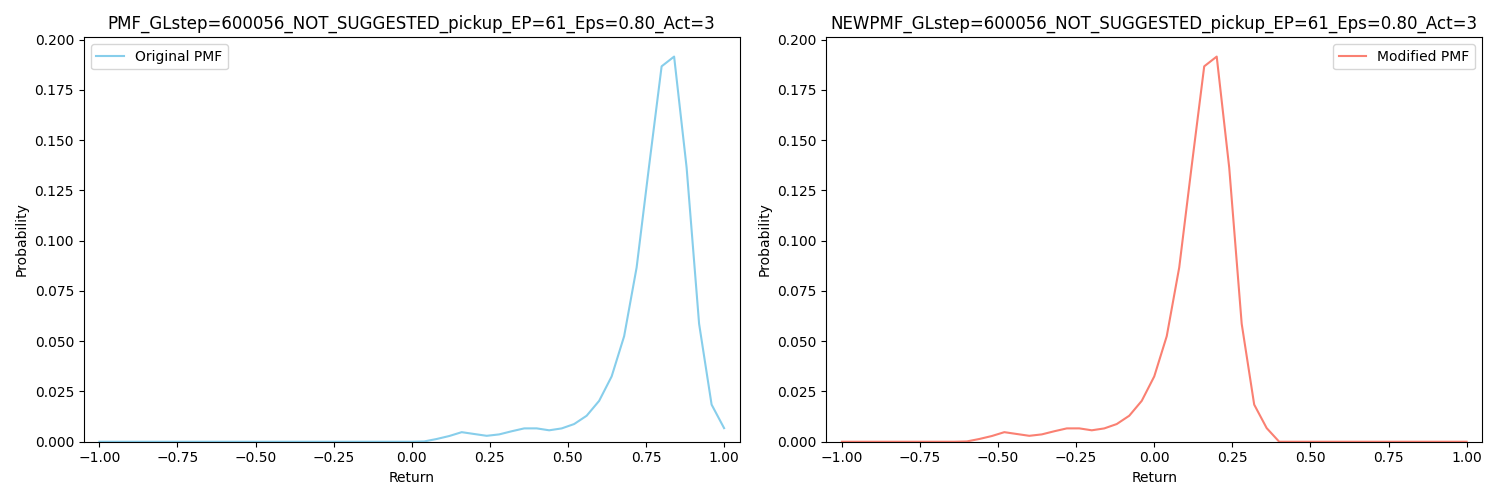 PMF_GLstep=600056_NOT_SUGGESTED_pickup_EP=61_Eps=0.80_Act=3
Original PMF
0.200
0.175
0.150
0.125
0.100
0.075
0.050
0.025
0.000
Probability
−1.00 −0.75 −0.50 −0.25 0.00 0.25 0.50 0.75 1.00
Return
NEWPMF_GLstep=600056_NOT_SUGGESTED_pickup_EP=61_Eps=0.80_Act=3
Modified PMF
0.200
0.175
0.150
0.125
0.100
0.075
0.050
0.025
0.000
Probability
−1.00 −0.75 −0.50 −0.25 0.00 0.25 0.50 0.75 1.00
Return